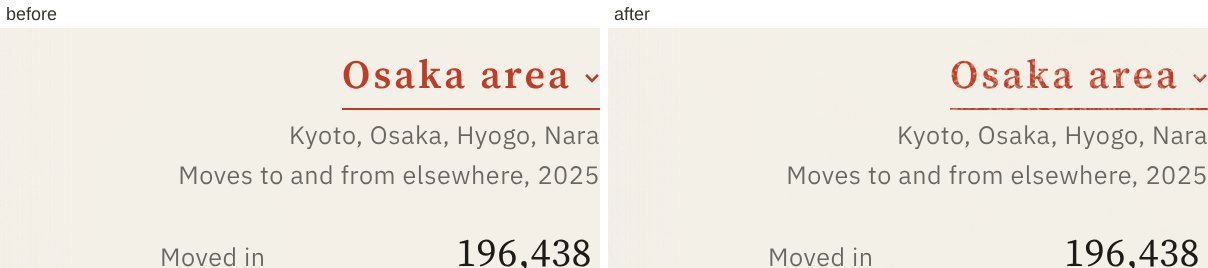 before
Osaka area
Kyoto, Osaka, Hyogo, Nara
Moves to and from elsewhere, 2025
Moved in 196,438
after
Osaka area
Kyoto, Osaka, Hyogo, Nara
Moves to and from elsewhere, 2025
Moved in 196,438